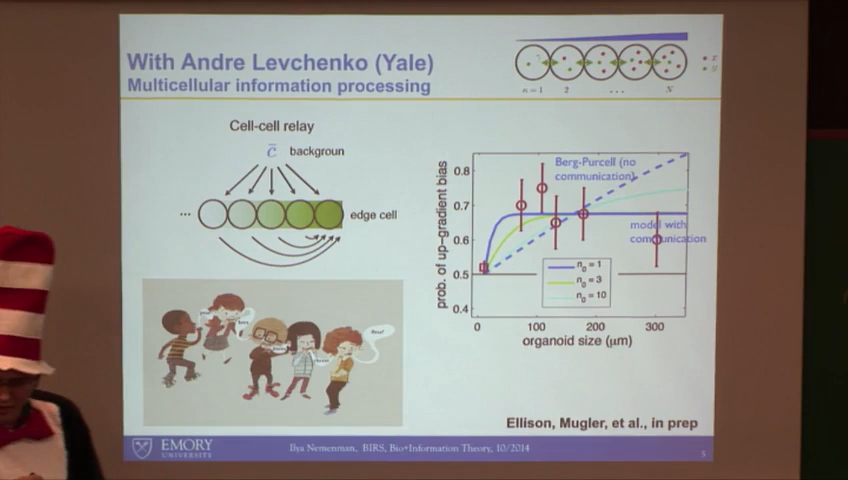 With Andre Levchenko (Yale)
Multicellular information processing
n = 1
2
...
N
Cell-cell relay
c̄
backgroun
...
edge cell
prob. of up-gradient bias
0.8
0.7
0.6
0.5
0.4
Berg-Purcell (no
communication)
model with
communication
n₀ = 1
n₀ = 3
n₀ = 10
0
100
200
300
organoid size (μm)
Ellison, Mugler, et al., in prep
EMORY
UNIVERSITY
Ilya Nemenman, BIRS, Bio•Information Theory, 10/2014
5